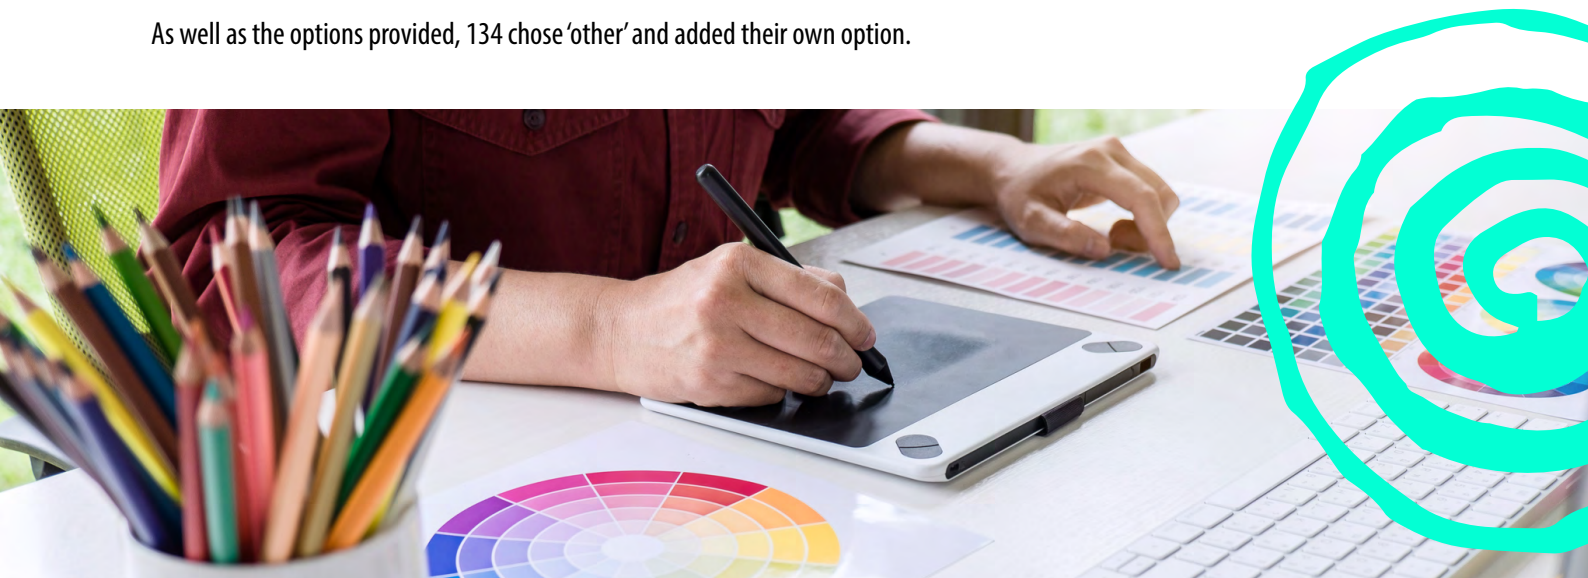 As well as the options provided, 134 chose ‘other’ and added their own option.